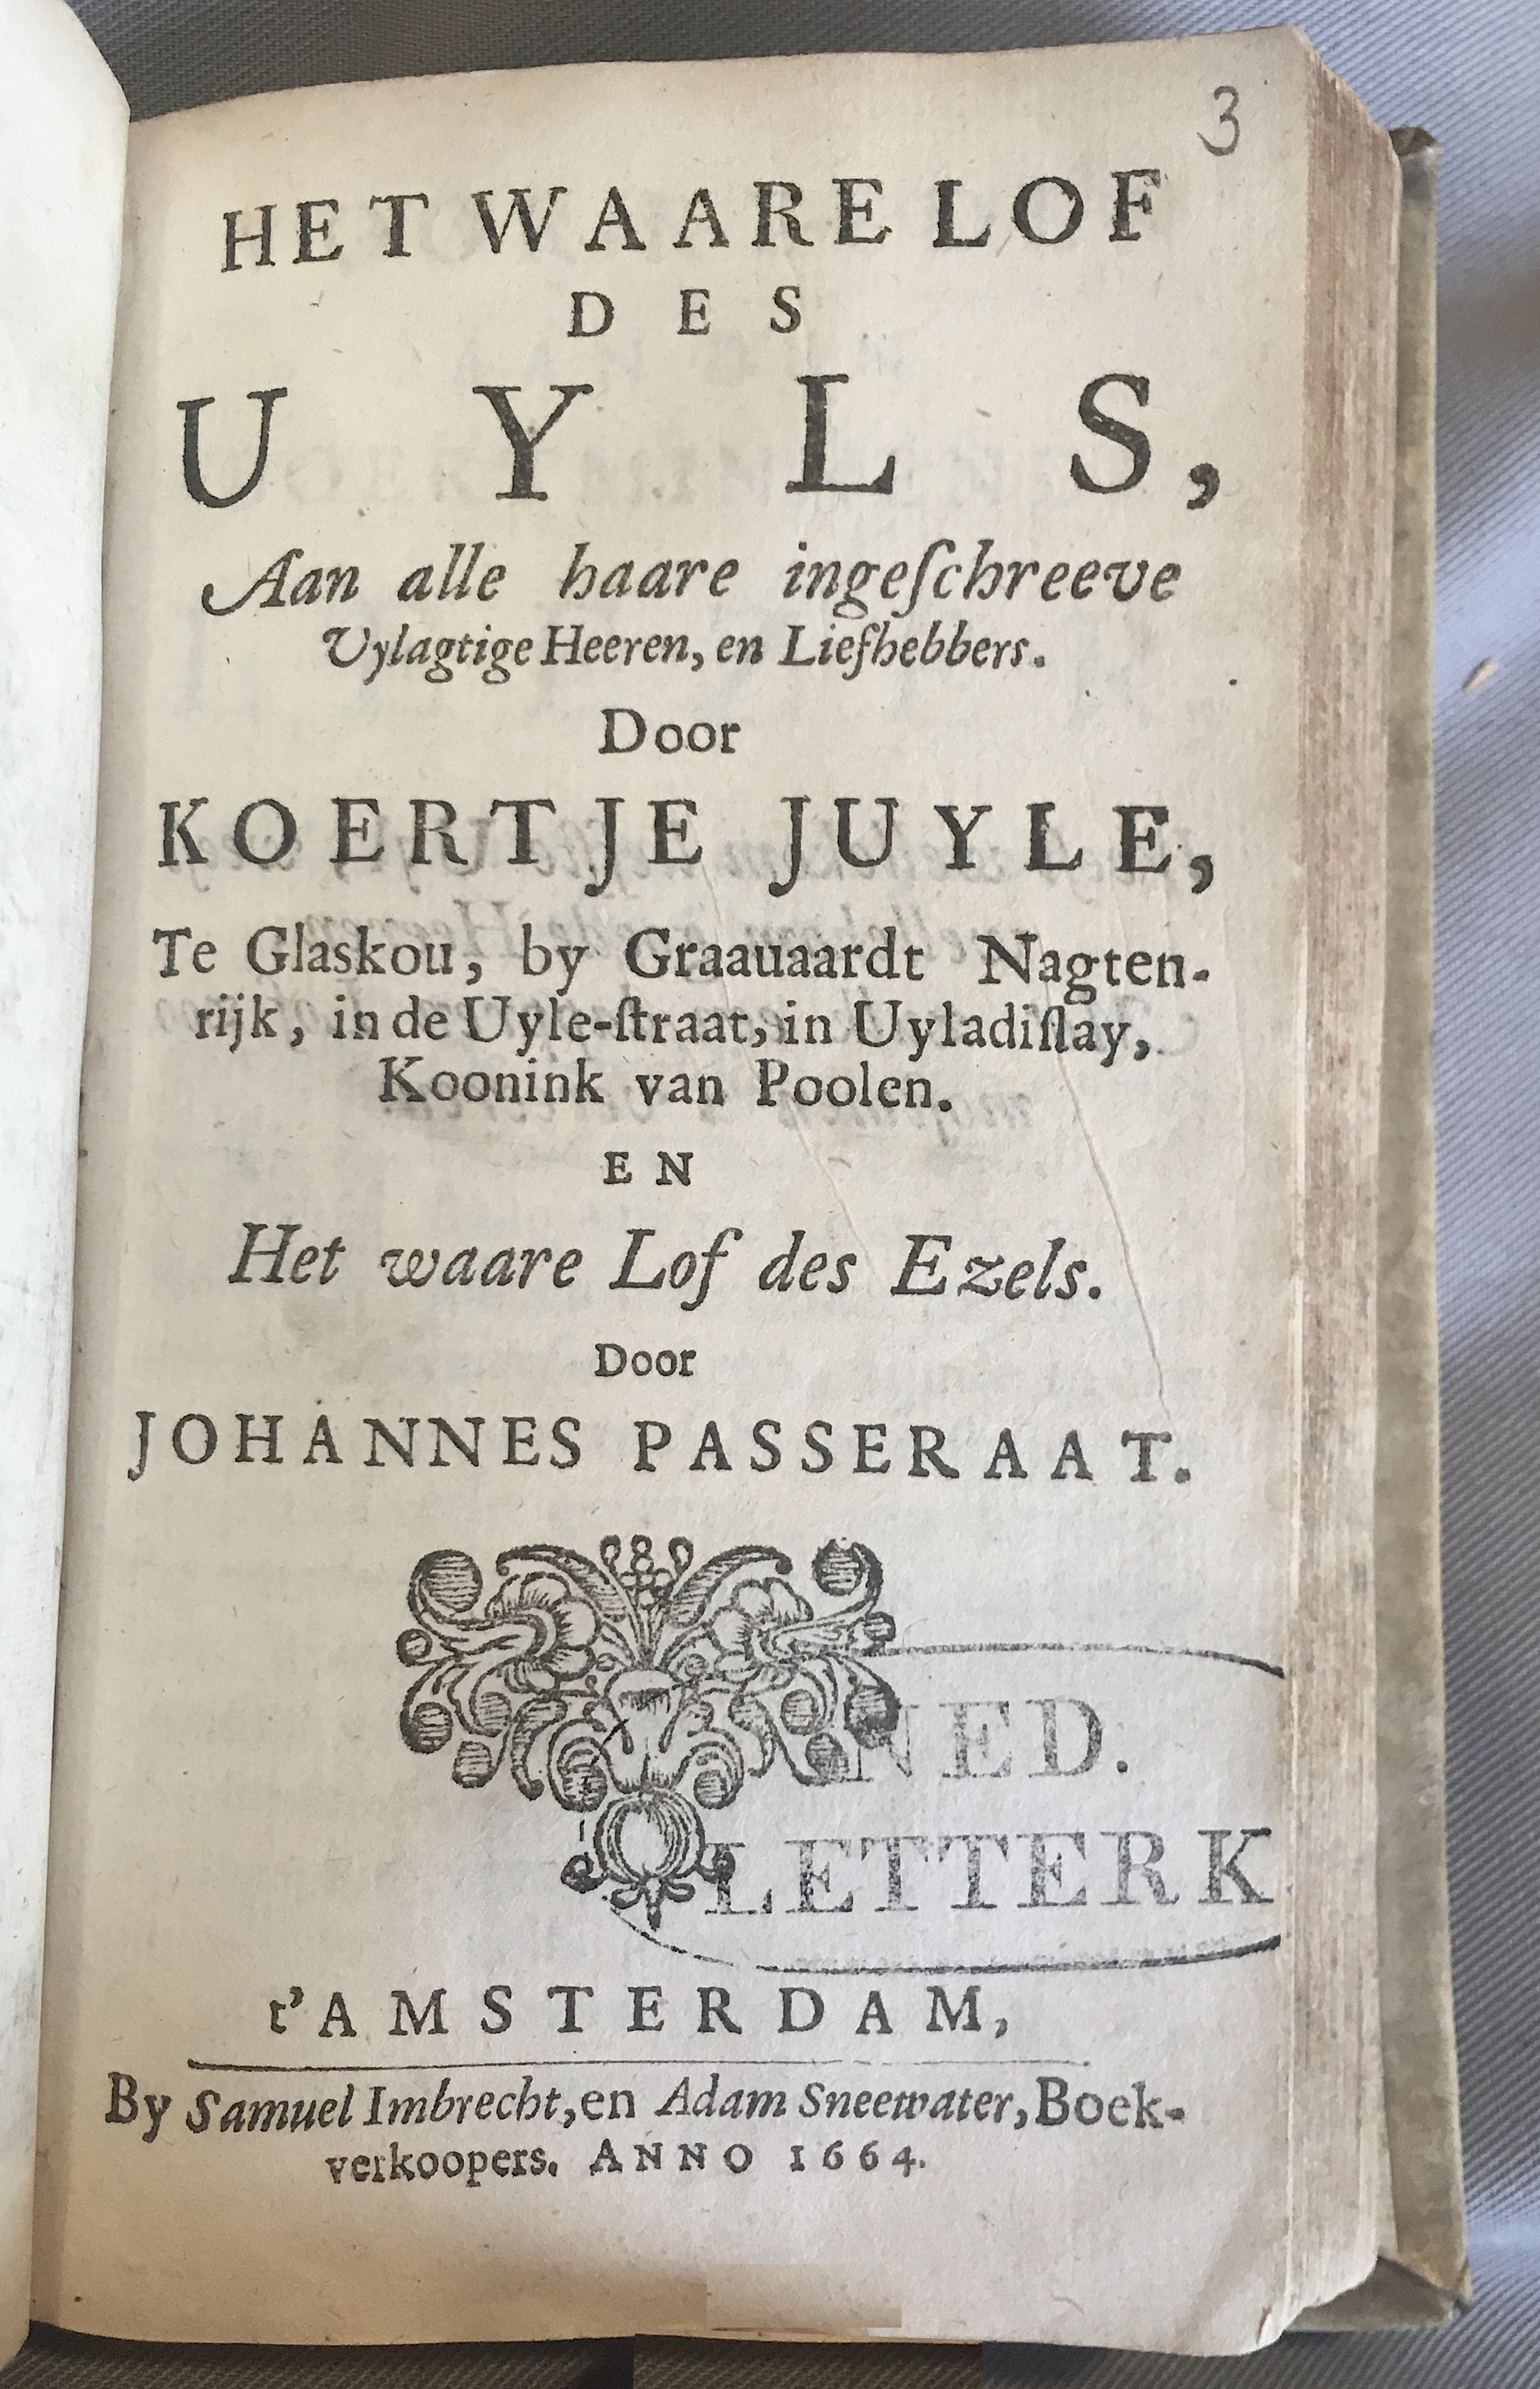 3
HET WAARE LOF
DES
UYLS,
Aan alle haare ingeſchreeve
Uylagtige Heeren, en Liefhebbers.
Door
KOERTJE JUYLE,
Te Glaskou, by Graauaardt Nagten-
rijk, in de Uyle-ſtraat, in Uyladiſlay,
Koonink van Poolen.
EN
Het waare Lof des Ezels.
Door
JOHANNES PASSERAAT.
NED.
LETTERK
t'AMSTERDAM,
By Samuel Imbrecht, en Adam Sneewater, Boek-
verkoopers. ANNO 1664.